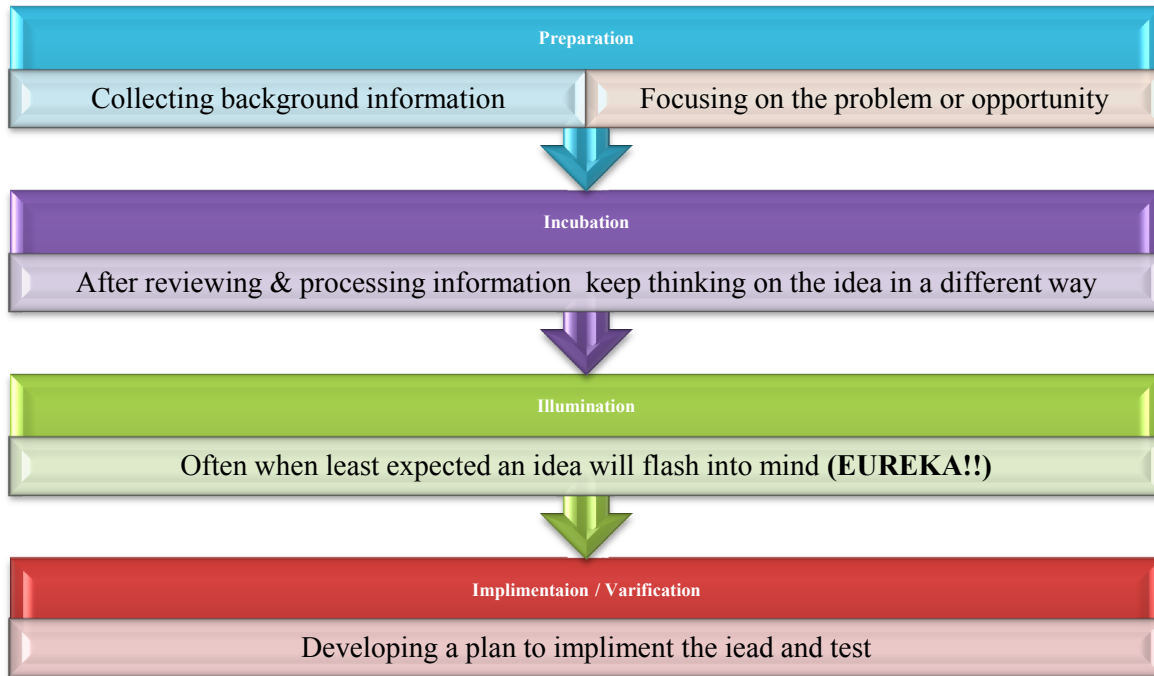 Preparation
Collecting background information
Focusing on the problem or opportunity
Incubation
After reviewing & processing information keep thinking on the idea in a different way
Illumination
Often when least expected an idea will flash into mind (EUREKA!!)
Implimentaion / Varification
Developing a plan to impliment the iead and test